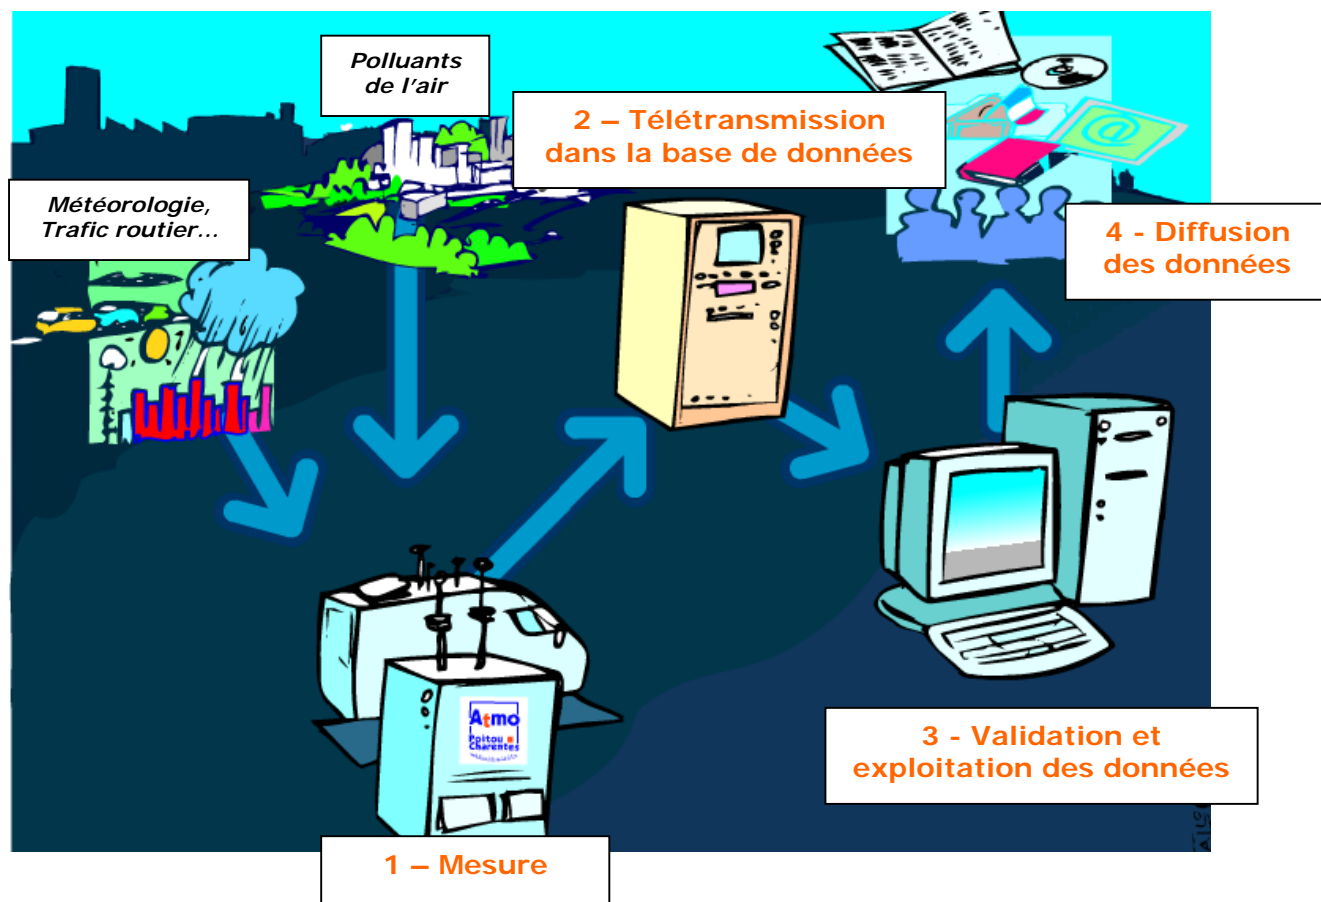 Polluants
de l'air
2 – Télétransmission
dans la base de données
Météorologie,
Trafic routier...
4 - Diffusion
des données
@
Atmo
Poitou
Charentes
3 - Validation et
exploitation des données
1 – Mesure